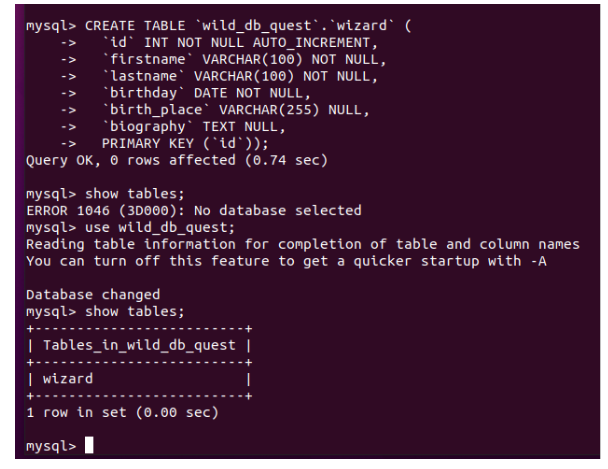 mysql> CREATE TABLE `wild_db_quest`.`wizard` (
    ->   `id` INT NOT NULL AUTO_INCREMENT,
    ->   `firstname` VARCHAR(100) NOT NULL,
    ->   `lastname` VARCHAR(100) NOT NULL,
    ->   `birthday` DATE NOT NULL,
    ->   `birth_place` VARCHAR(255) NULL,
    ->   `biography` TEXT NULL,
    ->   PRIMARY KEY (`id`));
Query OK, 0 rows affected (0.74 sec)

mysql> show tables;
ERROR 1046 (3D000): No database selected
mysql> use wild_db_quest;
Reading table information for completion of table and column names
You can turn off this feature to get a quicker startup with -A

Database changed
mysql> show tables;
+-------------------------+
| Tables_in_wild_db_quest |
+-------------------------+
| wizard                  |
+-------------------------+
1 row in set (0.00 sec)

mysql>